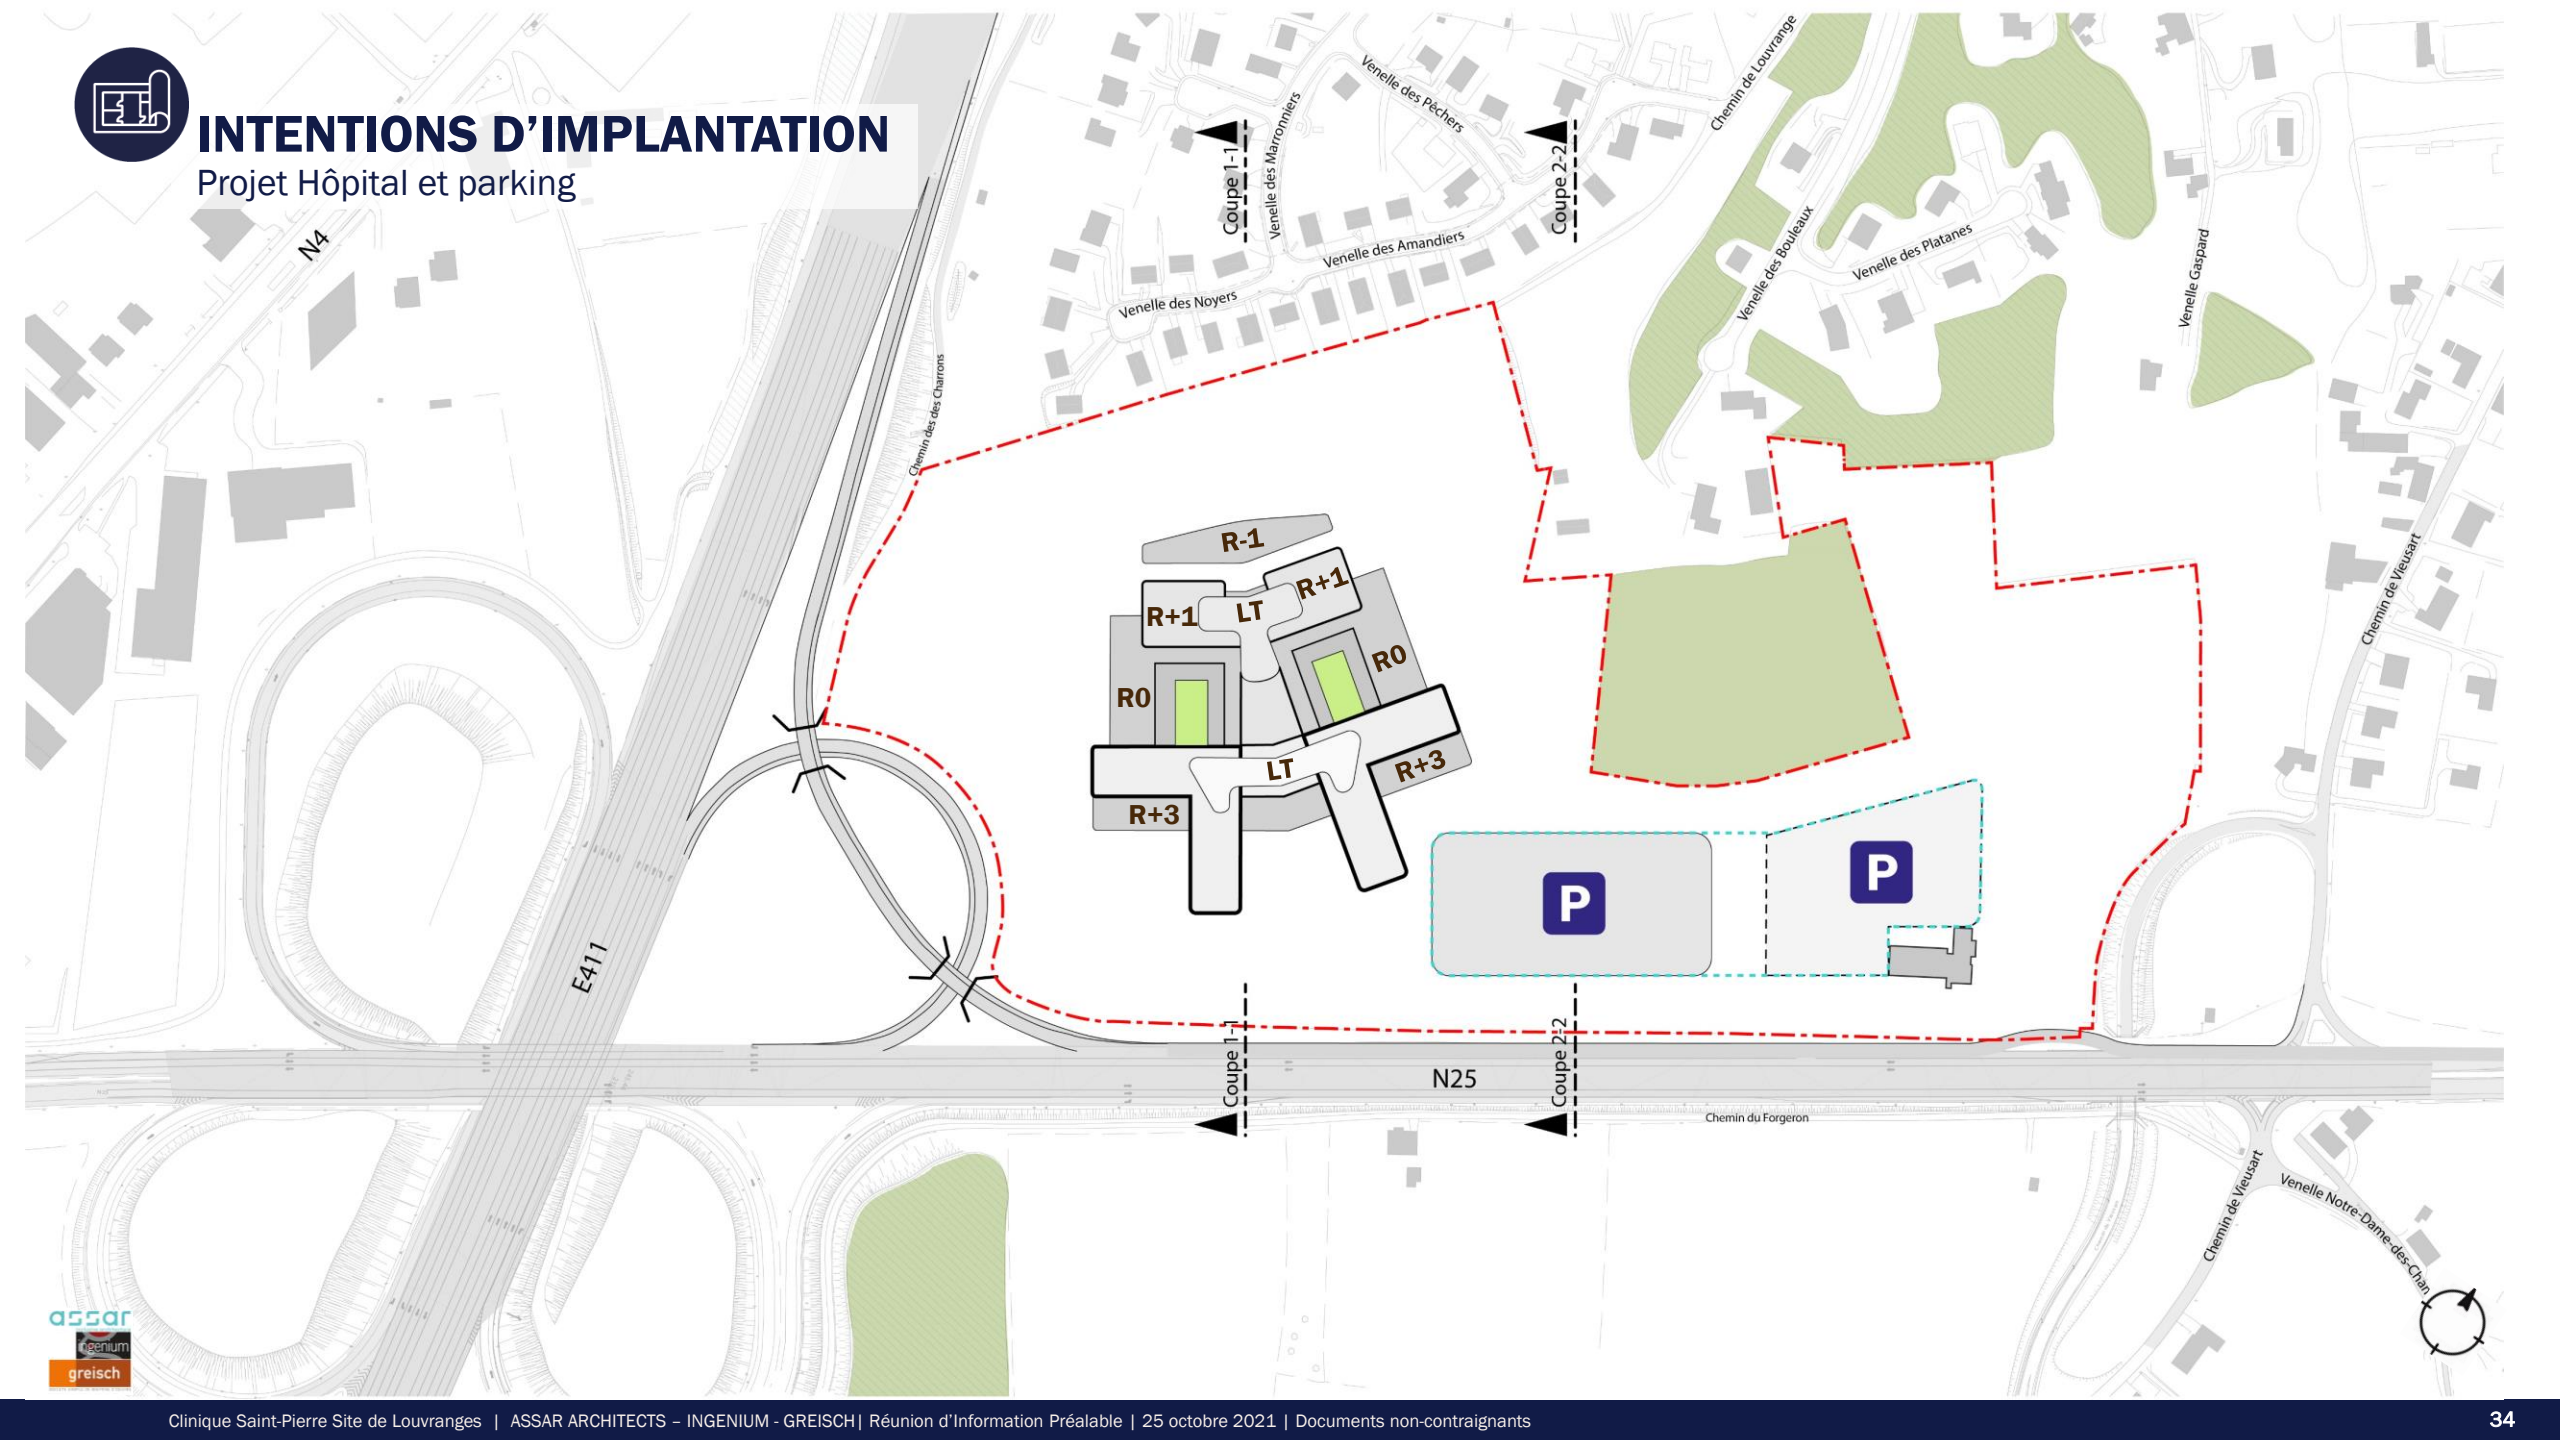 INTENTIONS D'IMPLANTATION
Projet Hôpital et parking
N4
Coupe 1-1
Venelle des Marronniers
Venelle des Pêchers
Coupe 2-2
Chemin de Louvrange
Venelle des Amandiers
Venelle des Noyers
Venelle des Bouleaux
Venelle des Platanes
Venelle Gaspard
Chemin des des Charrons
Chemin de Vieusart
R-1
R+1
LT
R+1
R0
R0
LT
R+3
R+3
P
P
E411
Coupe 1-1
Coupe 2-2
N25
Chemin du Forgeron
Chemin de Vieusart
Venelle Notre-Dame-des-Chan
assar
ingenium
greisch
Clinique Saint-Pierre Site de Louvranges | ASSAR ARCHITECTS – INGENIUM - GREISCH| Réunion d'Information Préalable | 25 octobre 2021 | Documents non-contraignants
34